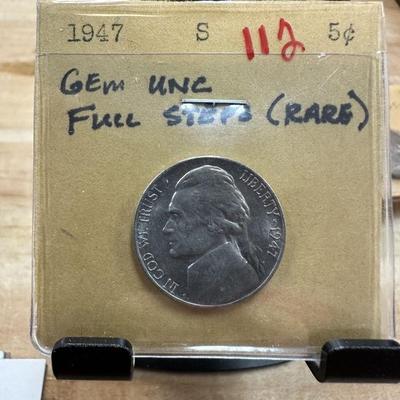 1947 S 112 5¢
GEM UNC
FULL STEPS (RARE)
IN GOD WE TRUST · LIBERTY · 1947